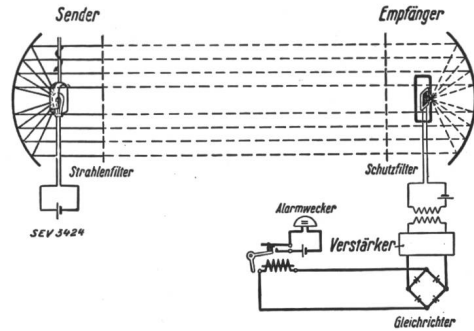 Sender
Empfänger
Strahlenfilter
Schutzfilter
SEV 3424
Alarmwecker
Verstärker
Gleichrichter